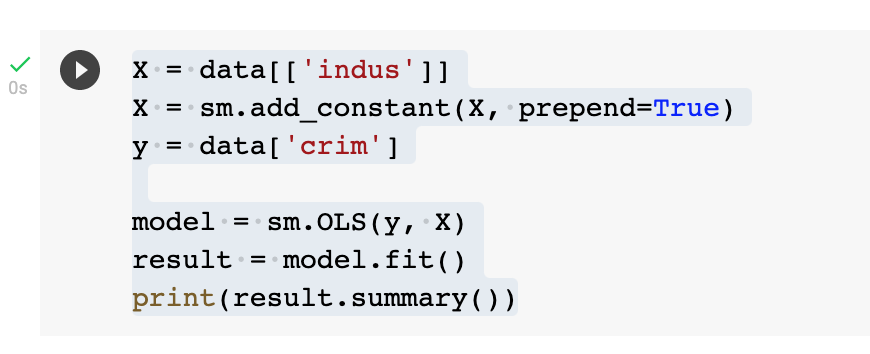 0s
X = data[['indus']]
X = sm.add_constant(X, prepend=True)
y = data['crim']
model = sm.OLS(y, X)
result = model.fit()
print(result.summary())